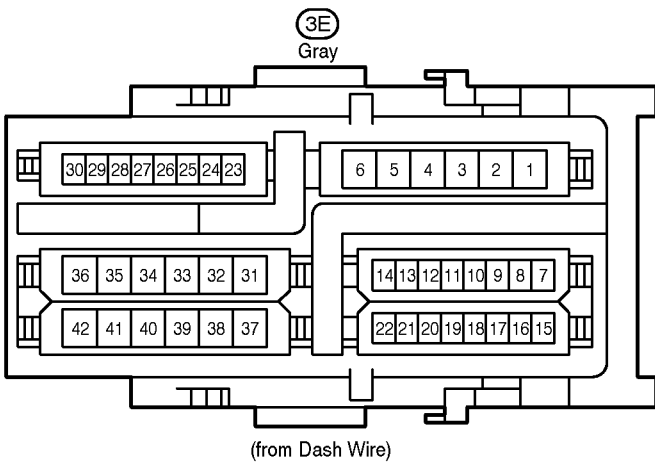 3E
Gray
30 29 28 27 26 25 24 23
6 5 4 3 2 1
36 35 34 33 32 31
14 13 12 11 10 9 8 7
42 41 40 39 38 37
22 21 20 19 18 17 16 15
(from Dash Wire)